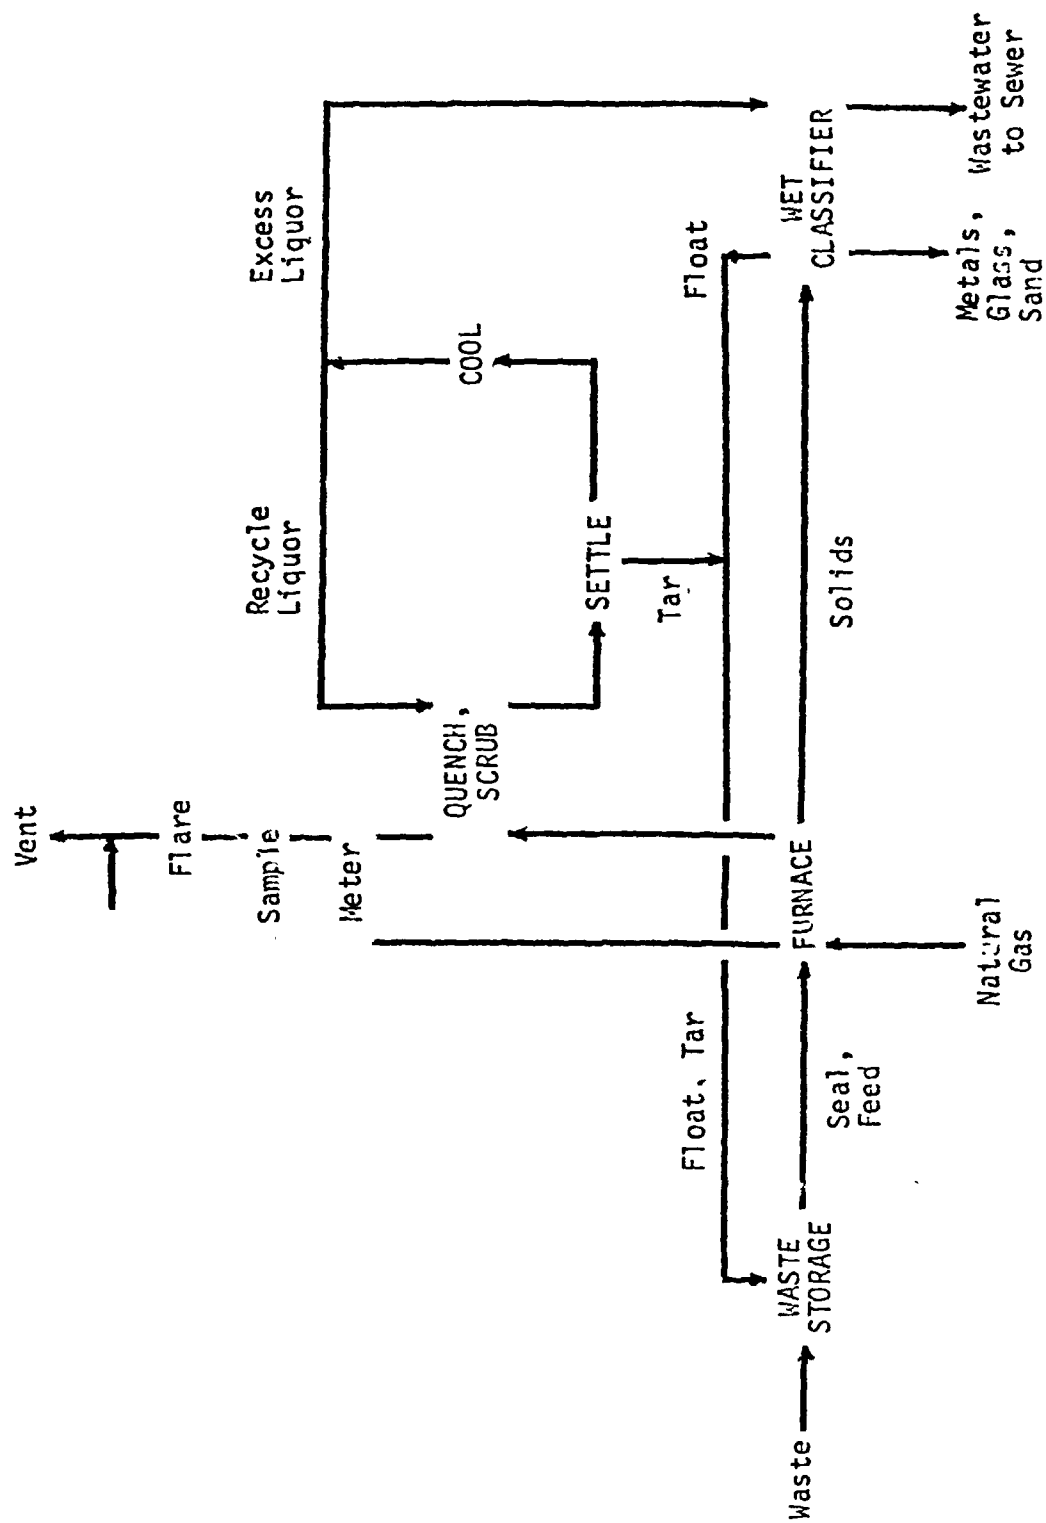 Vent
Flare
Sample
Meter
Recycle
Liquor
Excess
Liquor
QUENCH,
SCRUB
COOL
SETTLE
Tar
Float
Float, Tar
Waste
WASTE
STORAGE
Seal,
Feed
FURNACE
Natural
Gas
Solids
WET
CLASSIFIER
Metals,
Glass,
Sand
Wastewater
to Sewer